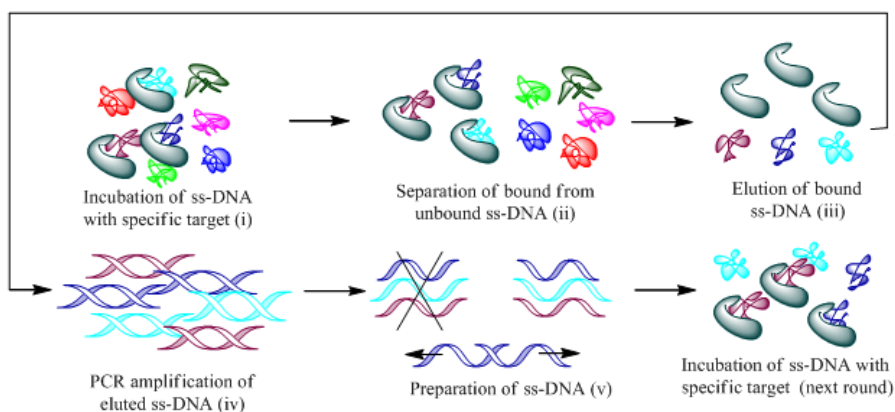 Incubation of ss-DNA
with specific target (i)
Separation of bound from
unbound ss-DNA (ii)
Elution of bound
ss-DNA (iii)
PCR amplification of
eluted ss-DNA (iv)
Preparation of ss-DNA (v)
Incubation of ss-DNA with
specific target (next round)